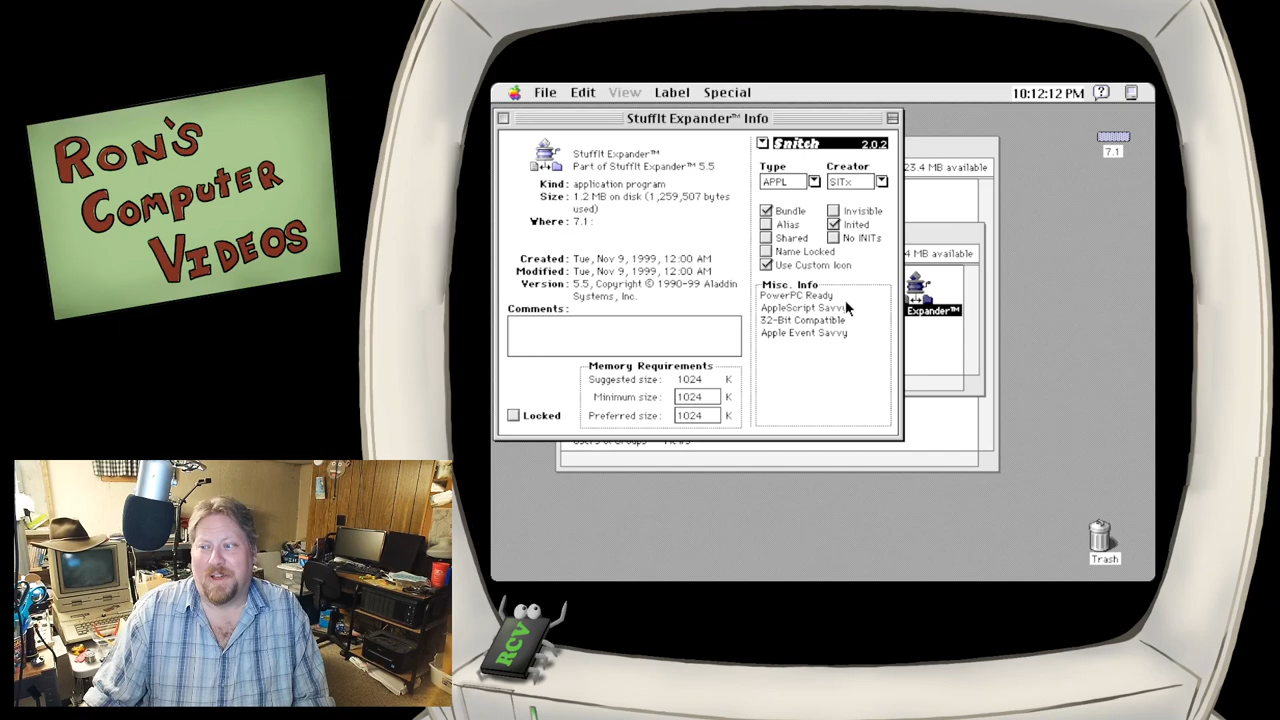 RON'S
COMPUTER
VIDEOS
File Edit View Label Special
10:12:12 PM
StuffIt Expander™ Info
StuffIt Expander™
Part of StuffIt Expander™ 5.5
Kind: application program
Size: 1.2 MB on disk (1,259,507 bytes
used)
Where: 7.1:
Created: Tue, Nov 9, 1999, 12:00 AM
Modified: Tue, Nov 9, 1999, 12:00 AM
Version: 5.5, Copyright © 1990-99 Aladdin
Systems, Inc.
Comments:
Memory Requirements
Suggested size: 1024 K
Minimum size: 1024 K
Preferred size: 1024 K
Locked
Snitch 2.0.2
Type Creator
APPL SITx
Bundle Invisible
Alias Inited
Shared No INITs
Name Locked
Use Custom Icon
Misc. Info
PowerPC Ready
AppleScript Savvy
32-Bit Compatible
Apple Event Savvy
23.4 MB available
4 MB available
Expander™
7.1
Trash
RCV